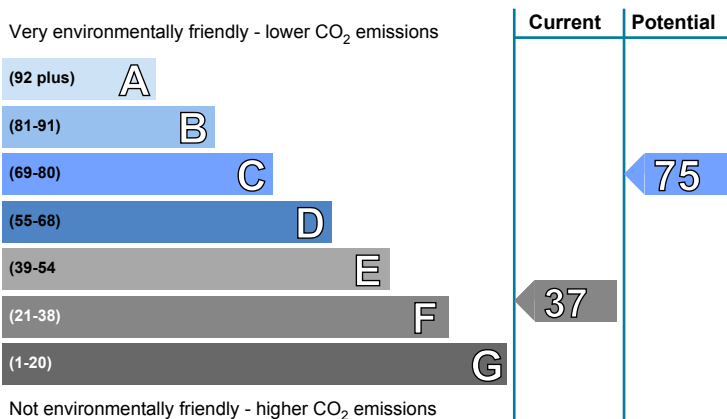 Current Potential
Very environmentally friendly - lower CO2 emissions
(92 plus) A
(81-91) B
(69-80) C 75
(55-68) D
(39-54 E
(21-38) F 37
(1-20) G
Not environmentally friendly - higher CO2 emissions